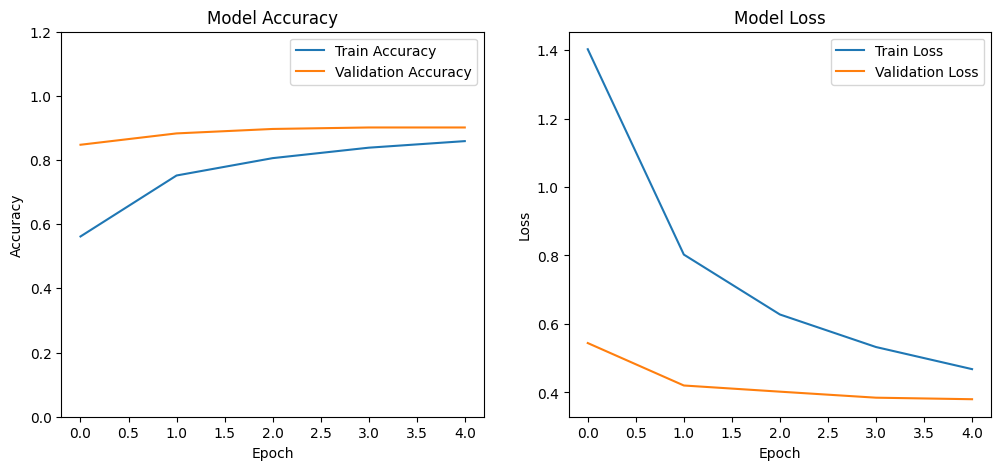 Model Accuracy
1.2
1.0
0.8
0.6
0.4
0.2
0.0
Accuracy
Train Accuracy
Validation Accuracy
0.0 0.5 1.0 1.5 2.0 2.5 3.0 3.5 4.0
Epoch
Model Loss
1.4
1.2
1.0
0.8
0.6
0.4
Loss
Train Loss
Validation Loss
0.0 0.5 1.0 1.5 2.0 2.5 3.0 3.5 4.0
Epoch